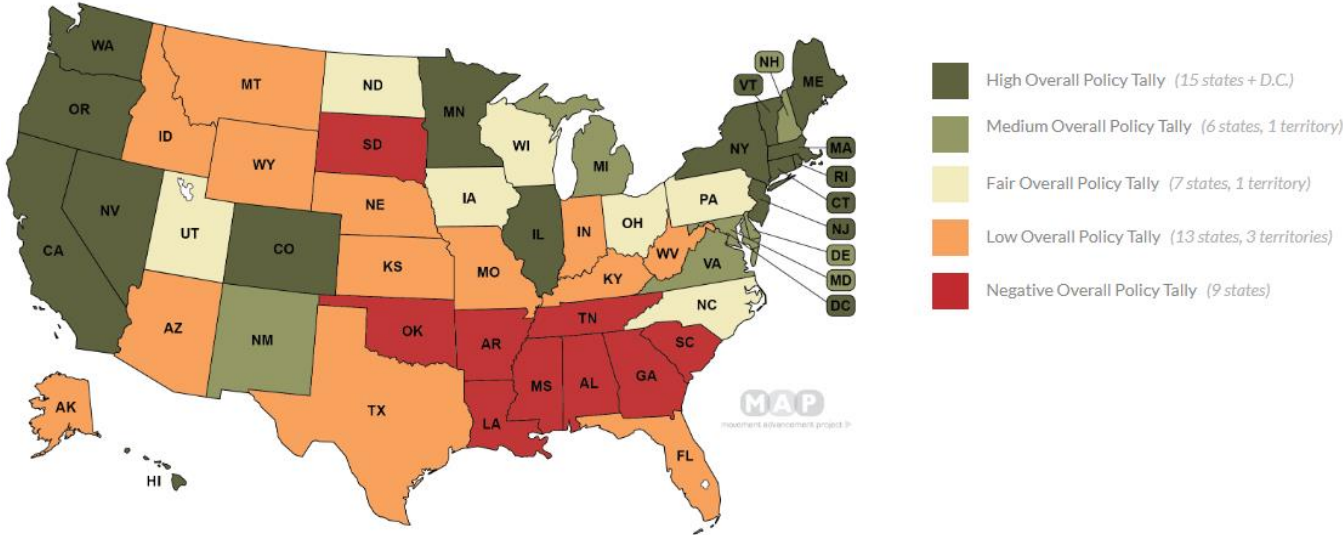 WA
OR
CA
NV
ID
MT
WY
UT
CO
AZ
NM
ND
SD
NE
KS
OK
TX
MN
IA
MO
AR
LA
WI
IL
MI
IN
OH
KY
TN
MS
AL
GA
FL
SC
NC
VA
WV
PA
NY
VT
NH
ME
MA
RI
CT
NJ
DE
MD
DC
AK
HI
MAP
movement advancement project
High Overall Policy Tally (15 states + D.C.)
Medium Overall Policy Tally (6 states, 1 territory)
Fair Overall Policy Tally (7 states, 1 territory)
Low Overall Policy Tally (13 states, 3 territories)
Negative Overall Policy Tally (9 states)